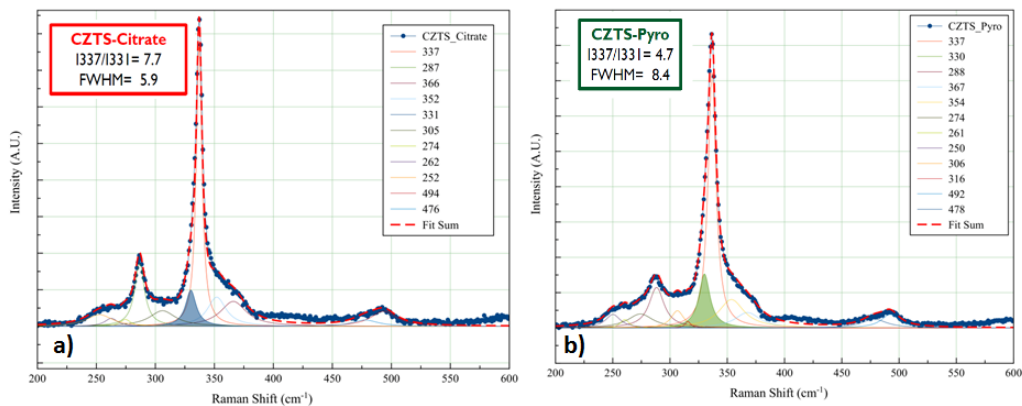 CZTS-Citrate
I337/I331= 7.7
FWHM= 5.9
CZTS_Citrate
337
287
366
352
331
305
274
262
252
494
476
Fit Sum
Intensity (A.U.)
a)
200 250 300 350 400 450 500 550 600
Raman Shift (cm-1)
CZTS-Pyro
I337/I331= 4.7
FWHM= 8.4
CZTS_Pyro
337
330
288
367
354
274
261
250
306
316
492
478
Fit Sum
Intensity (A.U.)
b)
200 250 300 350 400 450 500 550 600
Raman Shift (cm-1)